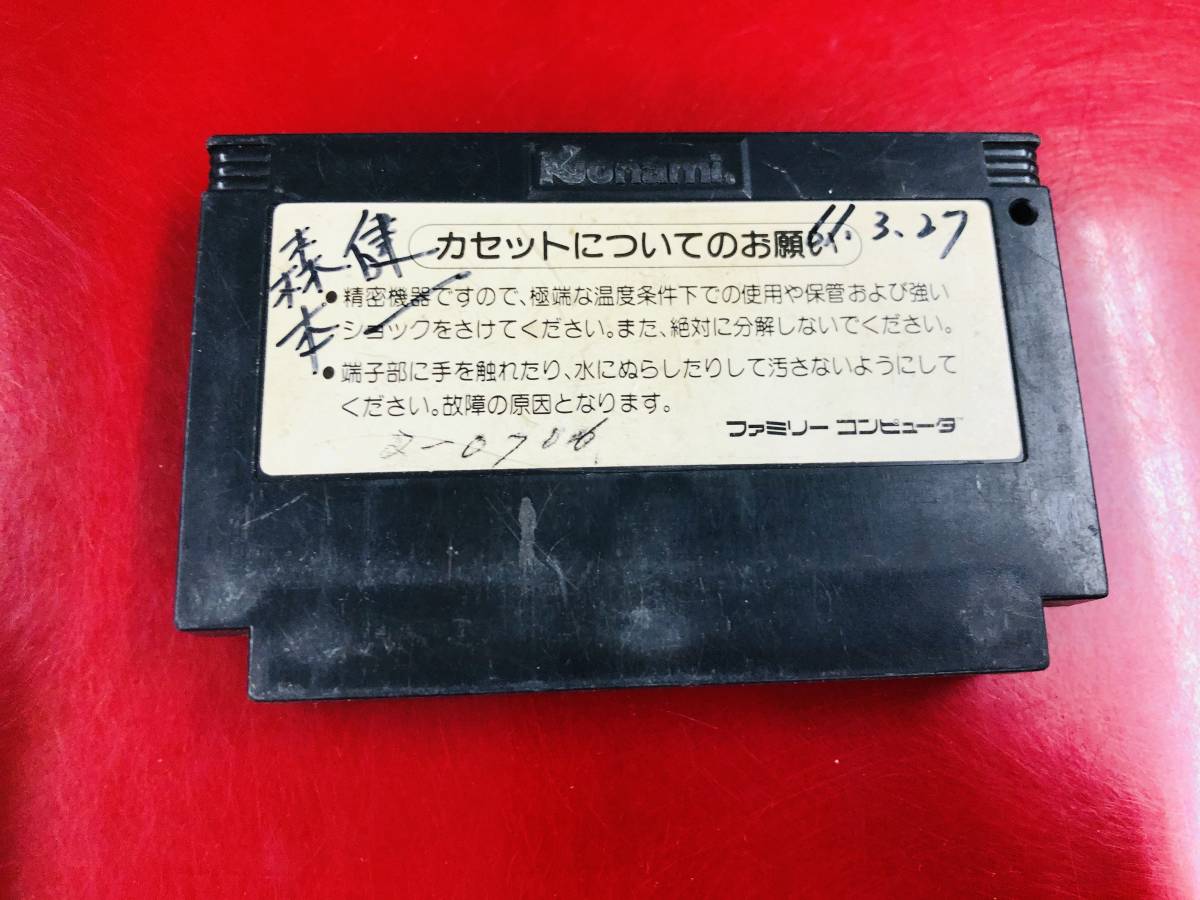 Konami
森本
健一
カセットについてのお願い
61.3.27
●精密機器ですので、極端な温度条件下での使用や保管および強い
ショックをさけてください。また、絶対に分解しないでください。
●端子部に手を触れたり、水にぬらしたりして汚さないようにして
ください。故障の原因となります。
2-0706
ファミリー コンピュータ™